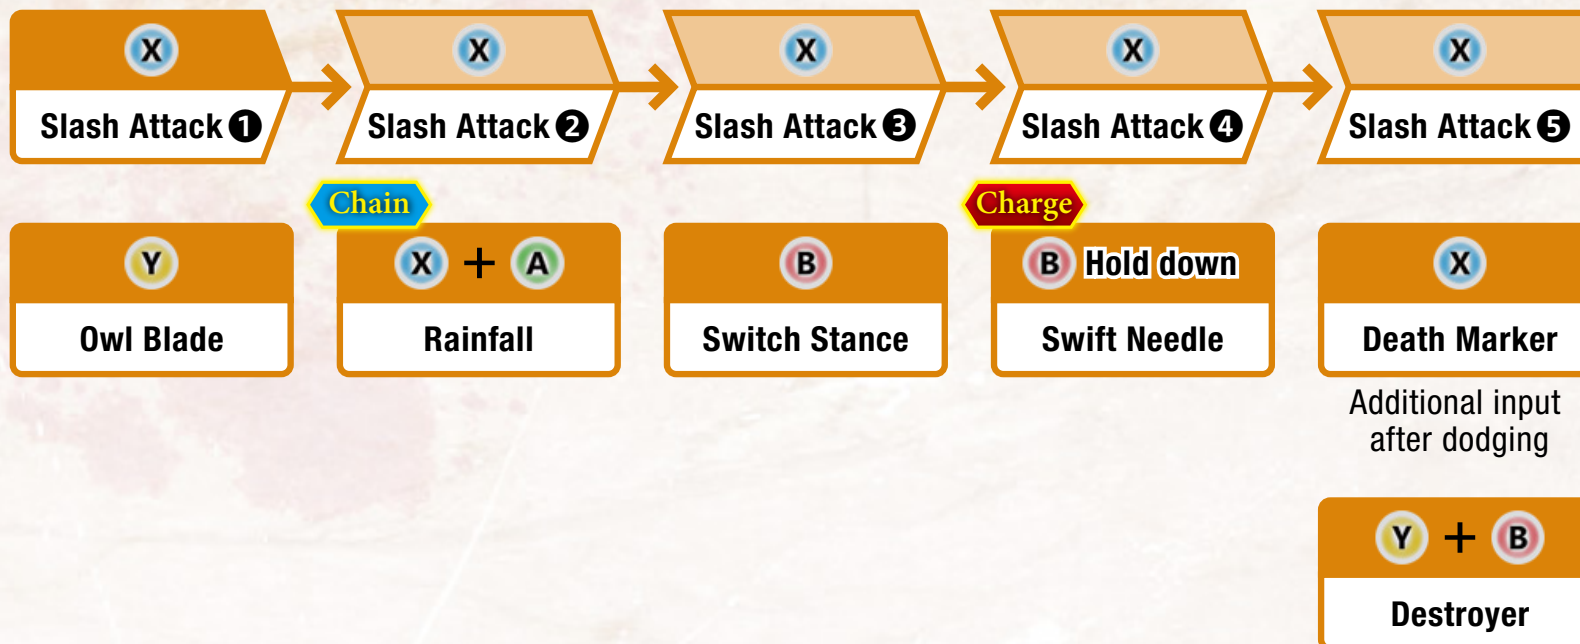 X X X X X
Slash Attack ❶ Slash Attack ❷ Slash Attack ❸ Slash Attack ❹ Slash Attack ❺
Chain Charge
Y X + A B B Hold down X
Owl Blade Rainfall Switch Stance Swift Needle Death Marker
Additional input
after dodging
Y + B
Destroyer